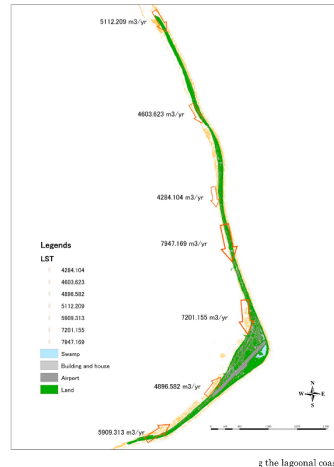 5112.209 m3/yr
4603.623 m3/yr
4284.104 m3/yr
7947.169 m3/yr
7201.155 m3/yr
4896.582 m3/yr
5909.313 m3/yr
Legends
LST
4284.104
4603.623
4896.582
5112.209
5909.313
7201.155
7947.169
Swamp
Building and house
Airport
Land
N
W E
S
g the lagoonal coas